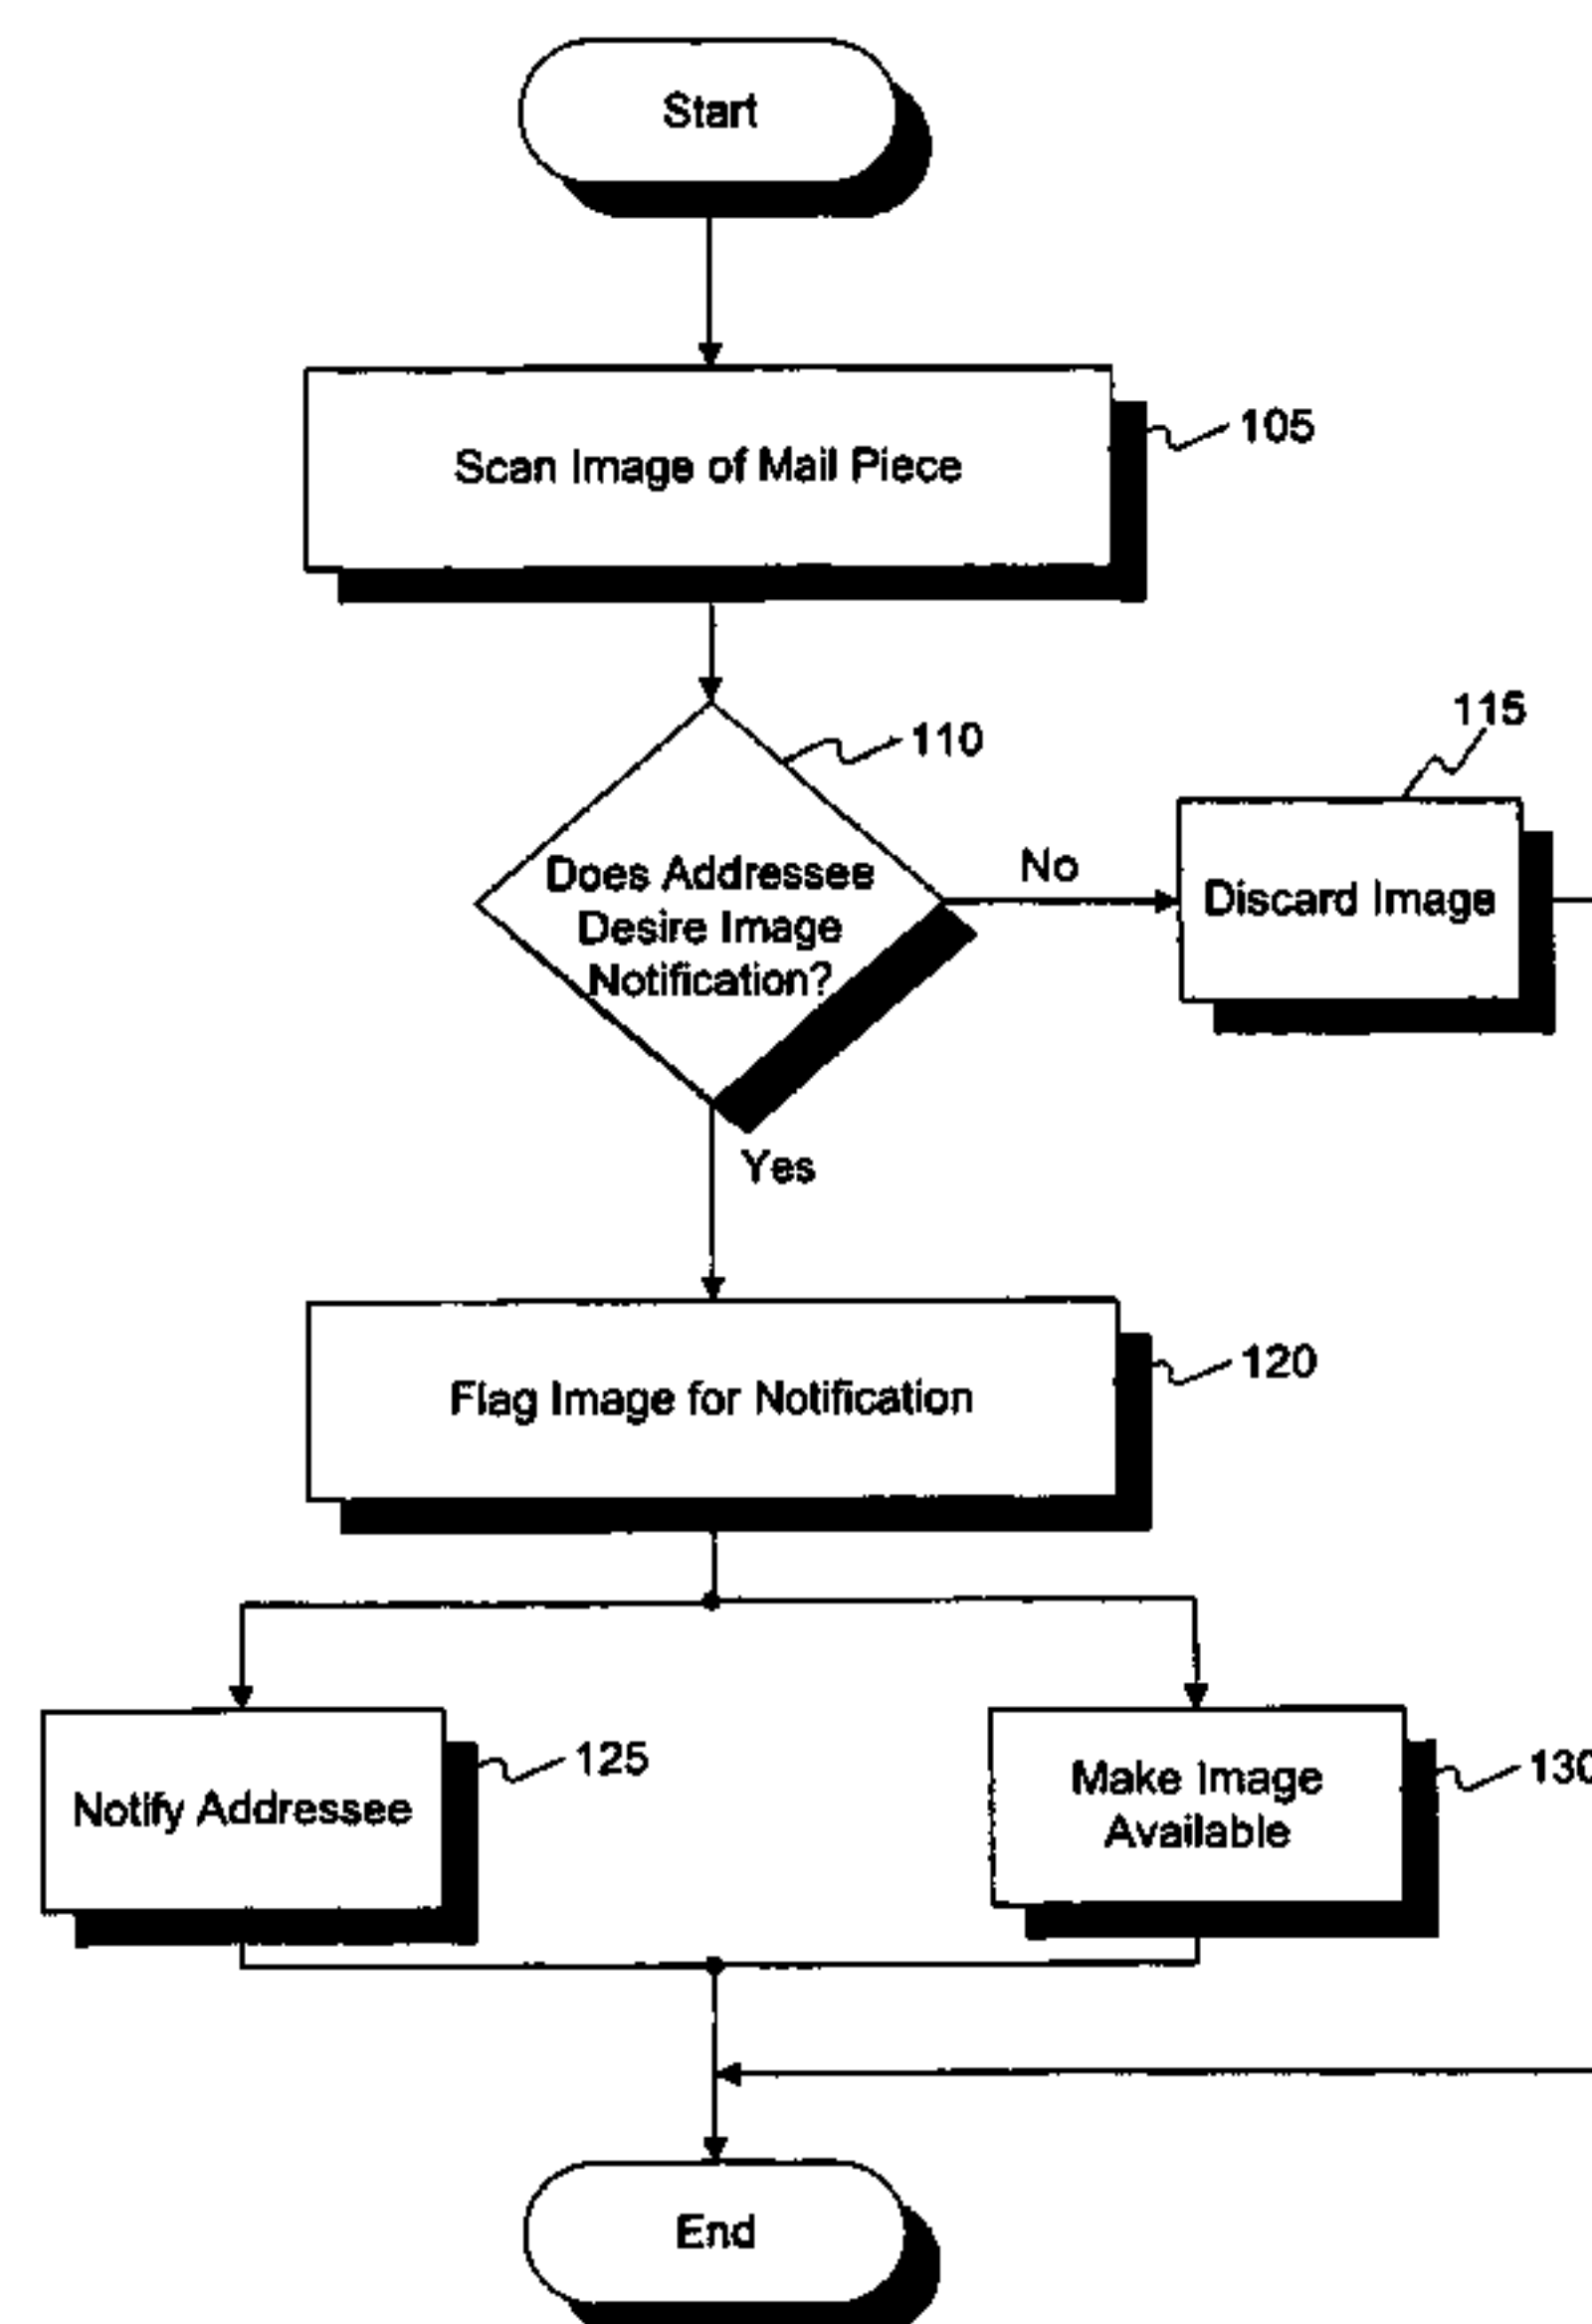 Start
Scan Image of Mail Piece
105
110
115
Does Addressee
Desire Image
Notification?
No
Discard Image
Yes
Flag Image for Notification
120
Notify Addressee
125
Make Image
Available
130
End